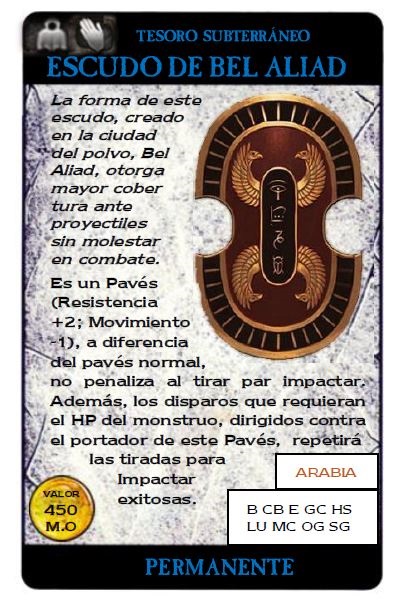 TESORO SUBTERRÁNEO
ESCUDO DE BEL ALIAD
La forma de este
escudo, creado
en la ciudad
del polvo, Bel
Aliad, otorga
mayor cober
tura ante
proyectiles
sin molestar
en combate.
Es un Pavés
(Resistencia
+2; Movimiento
-1), a diferencia
del pavés normal,
no penaliza al tirar par impactar.
Además, los disparos que requieran
el HP del monstruo, dirigidos contra
el portador de este Pavés, repetirá
las tiradas para
Impactar
exitosas.
ARABIA
VALOR
450
M.O
B CB E GC HS
LU MC OG SG
PERMANENTE